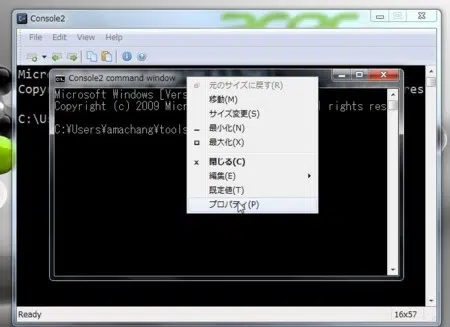 Console2
File Edit View Help
Micr
Console2 command window
Copy
Microsoft Windows [Vers
Copyright (c) 2009 Micr
l rights res
res
C:\U
C:\Users\amachang\tools
元のサイズに戻す(R)
移動(M)
サイズ変更(S)
最小化(N)
最大化(X)
閉じる(C)
編集(E)
既定値(T)
プロパティ(P)
Ready
16x57